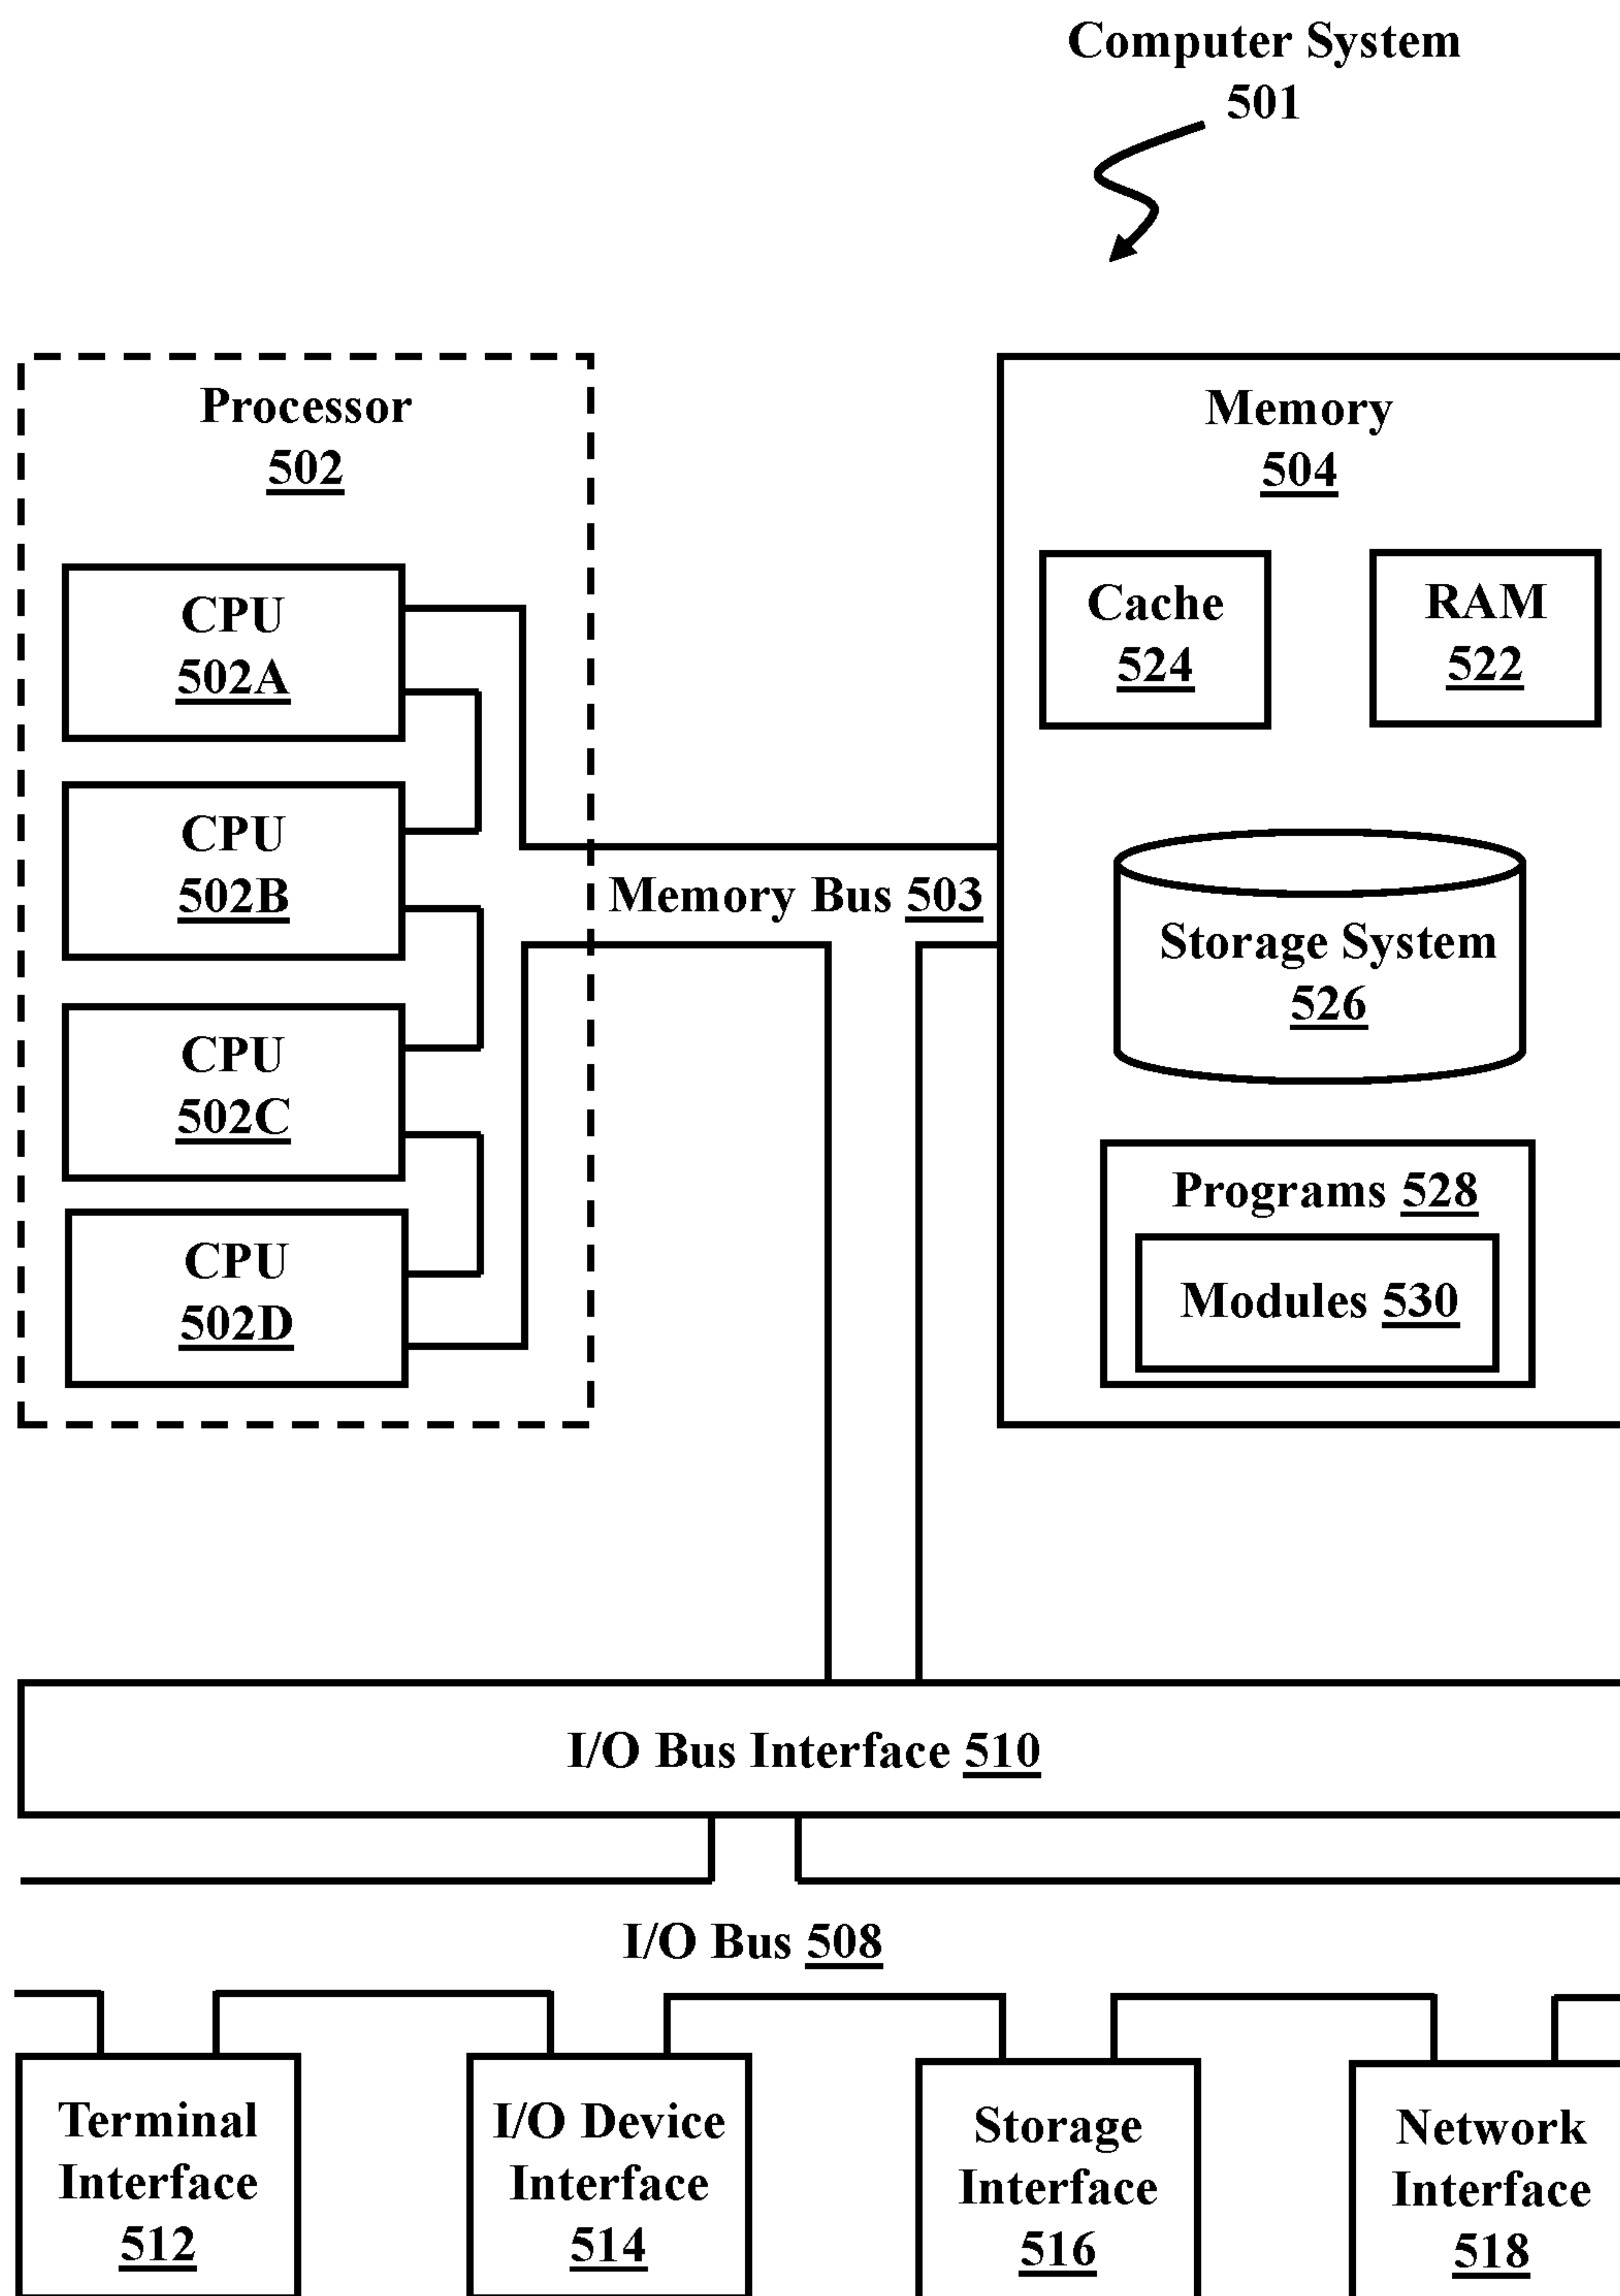 Computer System
501
Processor
502
CPU
502A
CPU
502B
CPU
502C
CPU
502D
Memory Bus 503
Memory
504
Cache
524
RAM
522
Storage System
526
Programs 528
Modules 530
I/O Bus Interface 510
I/O Bus 508
Terminal
Interface
512
I/O Device
Interface
514
Storage
Interface
516
Network
Interface
518